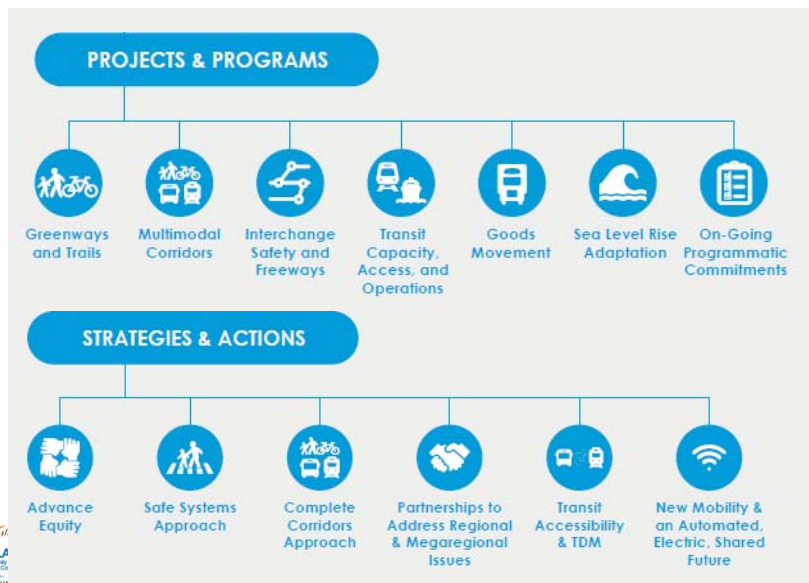 PROJECTS & PROGRAMS
Greenways
and Trails
Multimodal
Corridors
Interchange
Safety and
Freeways
Transit
Capacity,
Access, and
Operations
Goods
Movement
Sea Level Rise
Adaptation
On-Going
Programmatic
Commitments
STRATEGIES & ACTIONS
Advance
Equity
Safe Systems
Approach
Complete
Corridors
Approach
Partnerships to
Address Regional
& Megaregional
Issues
Transit
Accessibility
& TDM
New Mobility &
an Automated,
Electric, Shared
Future